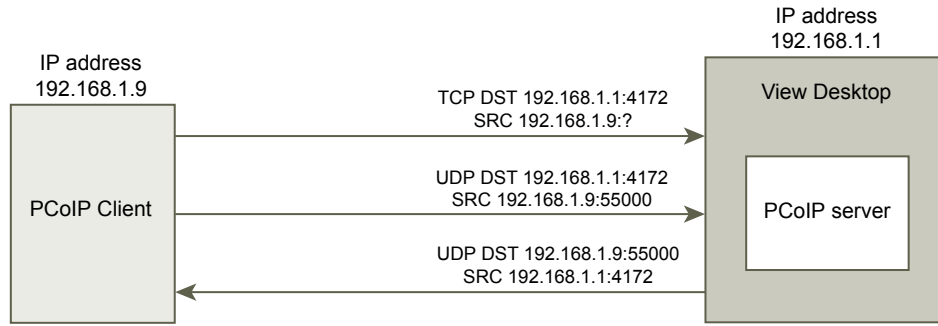 IP address
192.168.1.1
IP address
192.168.1.9
View Desktop
TCP DST 192.168.1.1:4172
SRC 192.168.1.9:?
UDP DST 192.168.1.1:4172
SRC 192.168.1.9:55000
PCoIP Client
PCoIP server
UDP DST 192.168.1.9:55000
SRC 192.168.1.1:4172